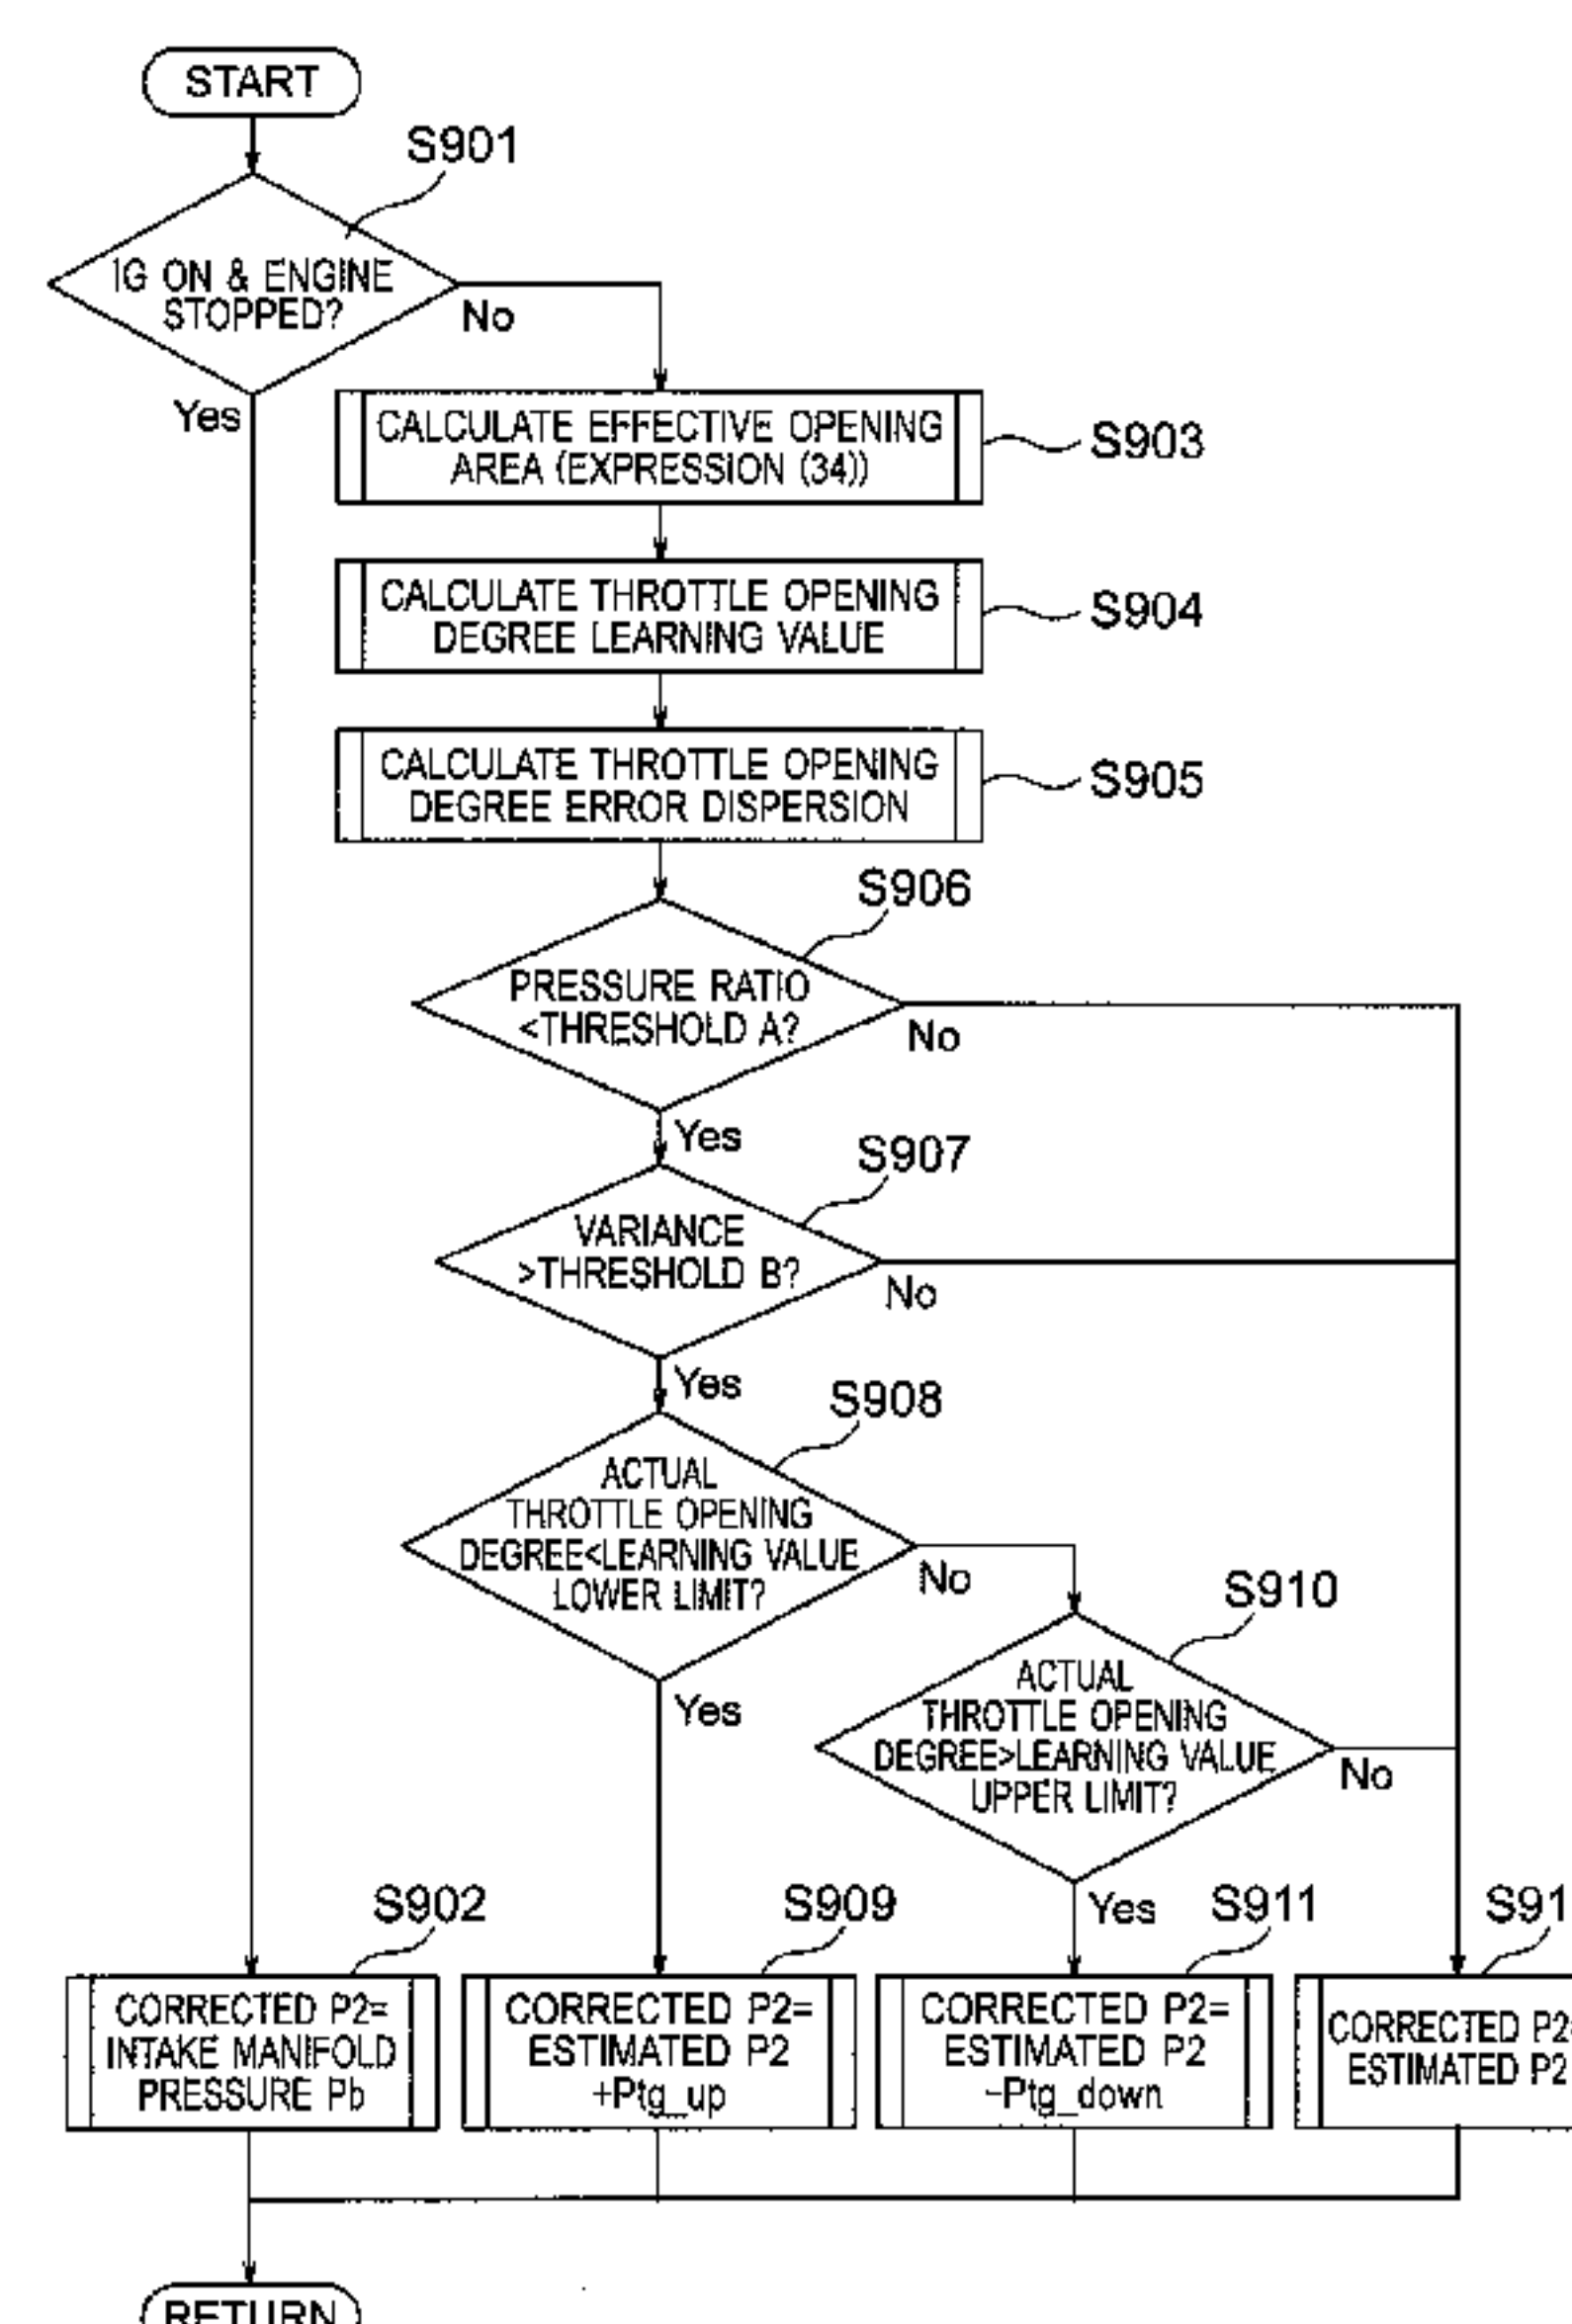 START
S901
IG ON & ENGINE
STOPPED?
No
Yes
CALCULATE EFFECTIVE OPENING
AREA (EXPRESSION (34))
S903
CALCULATE THROTTLE OPENING
DEGREE LEARNING VALUE
S904
CALCULATE THROTTLE OPENING
DEGREE ERROR DISPERSION
S905
S906
PRESSURE RATIO
<THRESHOLD A?
No
Yes
S907
VARIANCE
>THRESHOLD B?
No
Yes
S908
ACTUAL
THROTTLE OPENING
DEGREE<LEARNING VALUE
LOWER LIMIT?
No
Yes
S910
ACTUAL
THROTTLE OPENING
DEGREE>LEARNING VALUE
UPPER LIMIT?
No
Yes
S902
CORRECTED P2=
INTAKE MANIFOLD
PRESSURE Pb
S909
CORRECTED P2=
ESTIMATED P2
+Ptg_up
S911
CORRECTED P2=
ESTIMATED P2
-Ptg_down
S91
CORRECTED P2=
ESTIMATED P2
RETURN